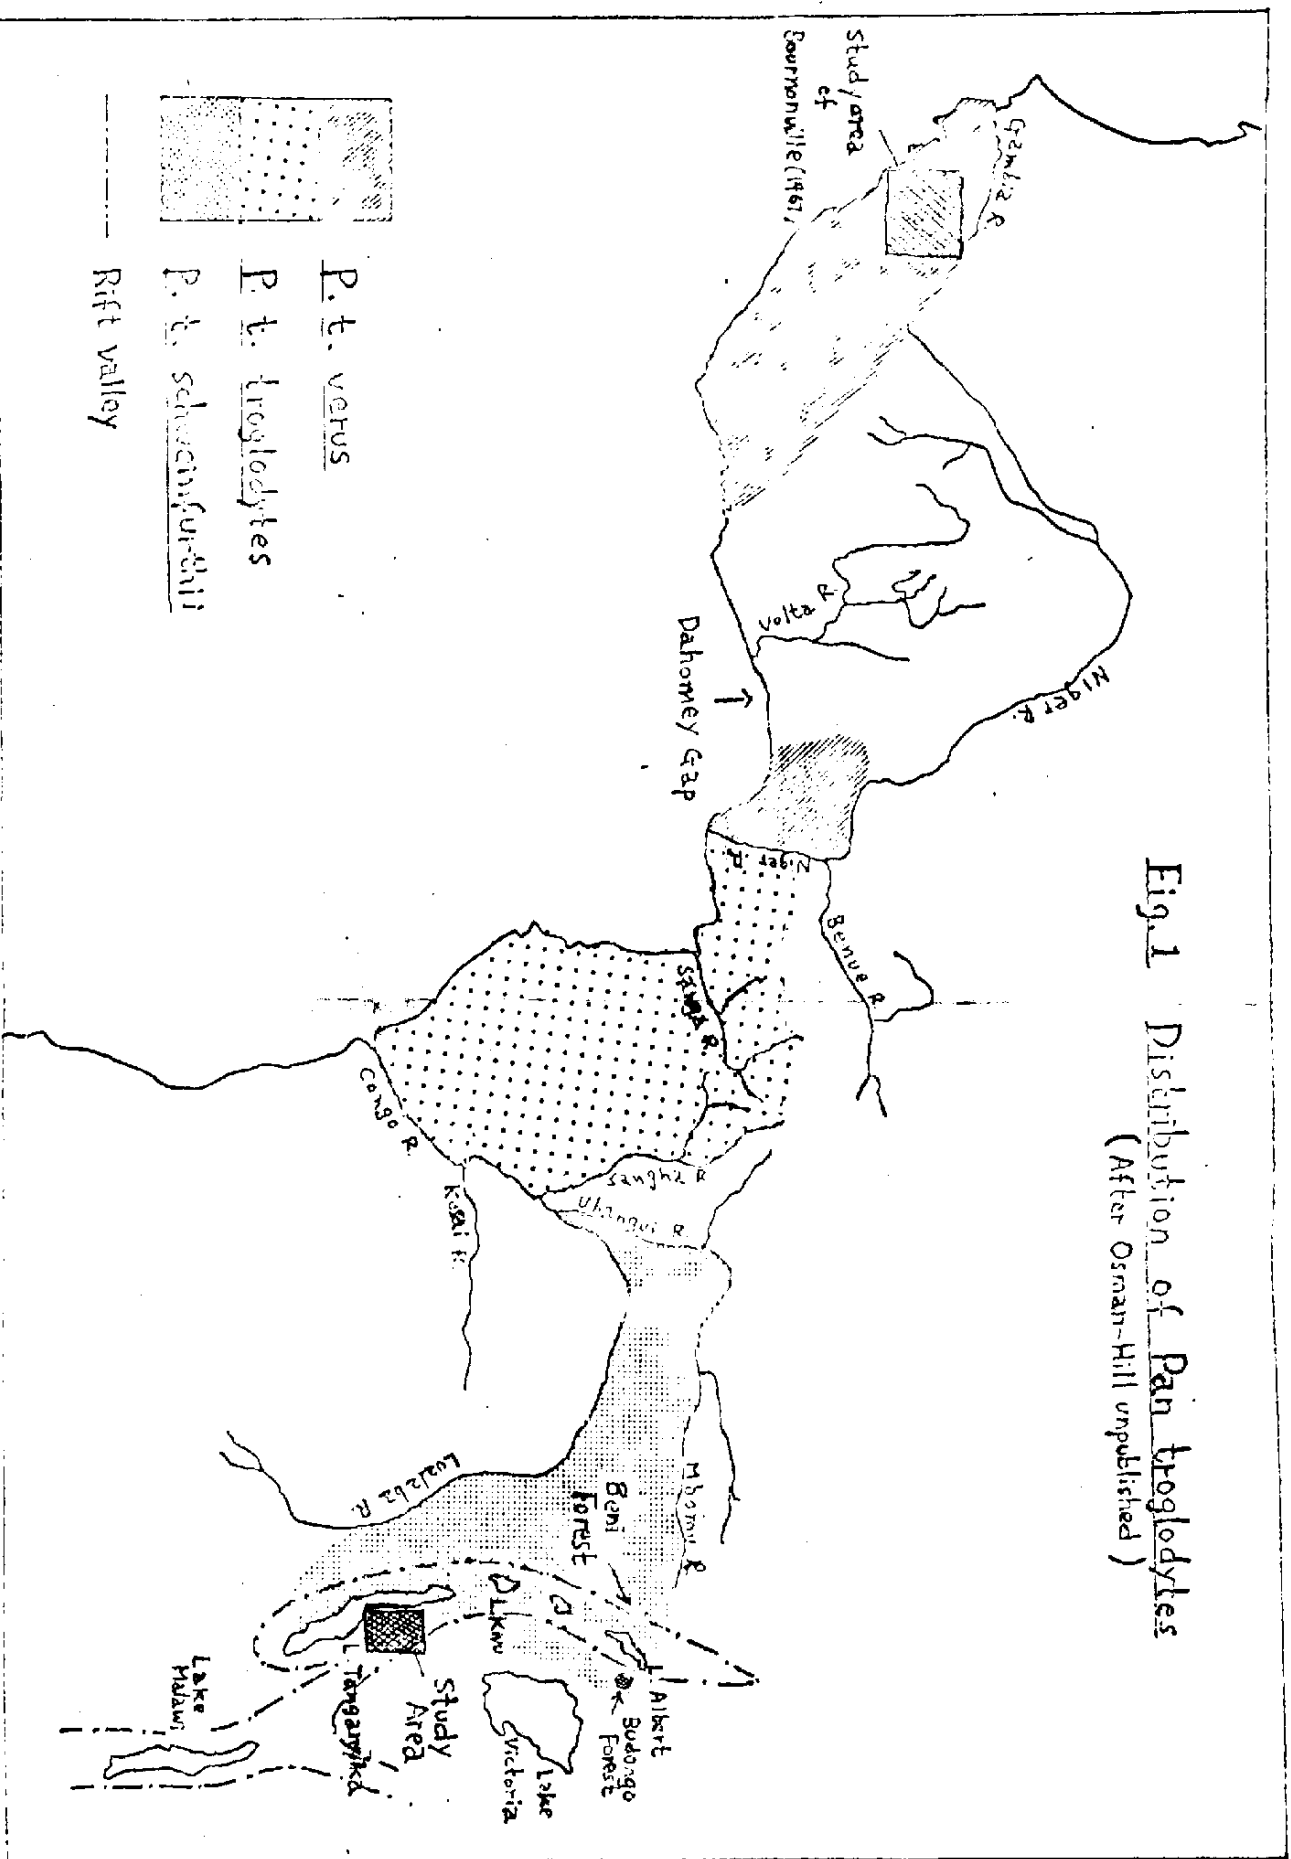 Fig.1 Distribution of Pan troglodytes
(After Osman-Hill unpublished)
Gambia R.
Study area
of
Bournonville (1967,
Niger R.
Volta R.
Dahomey Gap
Niger R.
Benue R.
Sanga R.
Sangha R
Ubangui R.
Congo R.
Kasai R.
Lualaba R.
Mbomu R
Beni
Forest
L. Albert
Budongo
Forest
L. Kivu
Lake
Victoria
Study
Area
L. Tanganyika
Lake
Malawi
P. t. verus
P. t. troglodytes
P. t. schweinfurthii
Rift valley